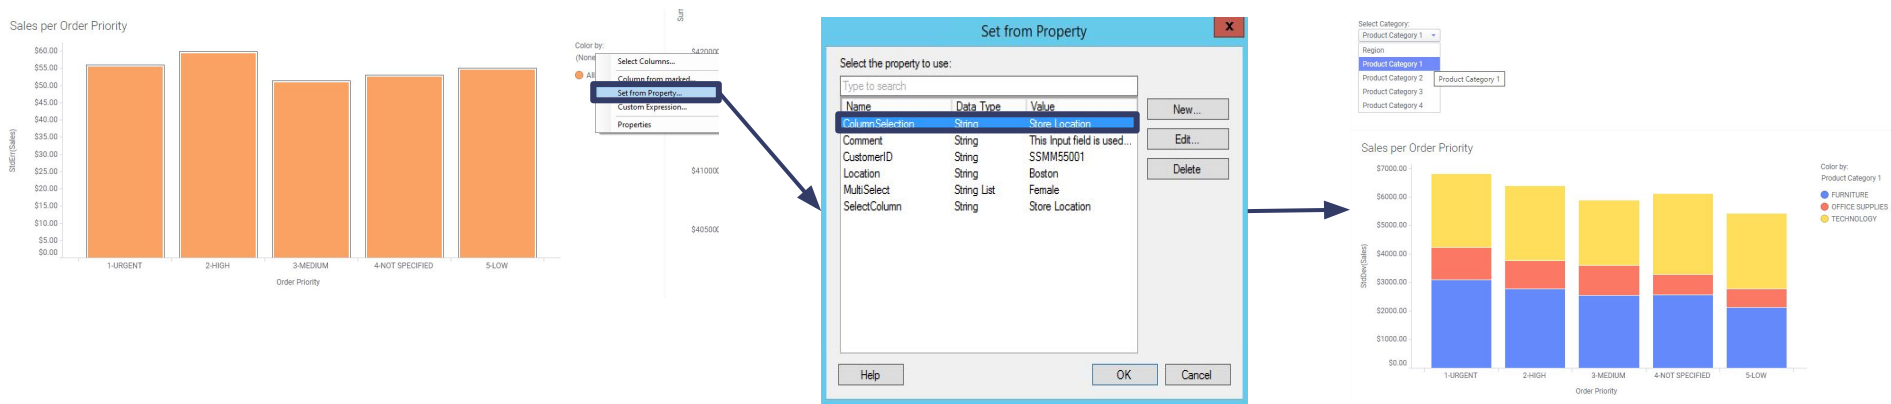 Sales per Order Priority
$60.00
$55.00
$50.00
$45.00
$40.00
$35.00
$30.00
$25.00
$20.00
$15.00
$10.00
$5.00
$0.00
StdErr(Sales)
1-URGENT 2-HIGH 3-MEDIUM 4-NOT SPECIFIED 5-LOW
Order Priority
Color by:
(None
All
Select Columns...
Column from marked...
Set from Property...
Custom Expression...
Properties
Sum
$42000
$41000
$40500
Set from Property
X
Select the property to use:
Type to search
Name Data Type Value
ColumnSelection String Store Location
Comment String This Input field is used...
CustomerID String SSMM55001
Location String Boston
MultiSelect String List Female
SelectColumn String Store Location
New...
Edit...
Delete
Help OK Cancel
Select Category:
Product Category 1
Region
Product Category 1
Product Category 2
Product Category 3
Product Category 4
Product Category 1
Sales per Order Priority
$7000.00
$6000.00
$5000.00
$4000.00
$3000.00
$2000.00
$1000.00
$0.00
StdDev(Sales)
1-URGENT 2-HIGH 3-MEDIUM 4-NOT SPECIFIED 5-LOW
Order Priority
Color by:
Product Category 1
FURNITURE
OFFICE SUPPLIES
TECHNOLOGY